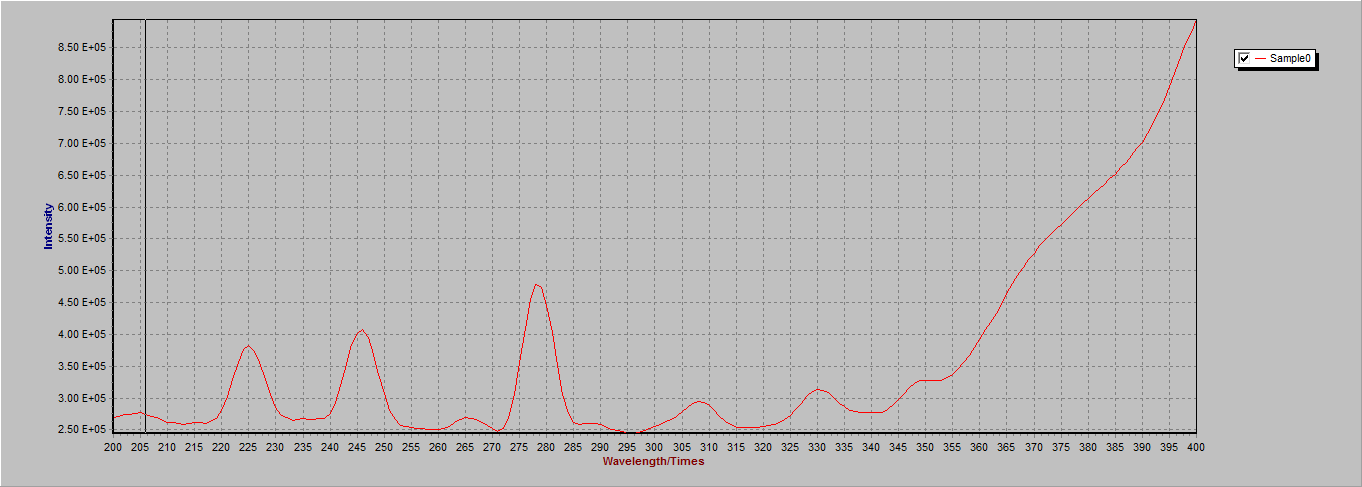 8.50 E+05
8.00 E+05
7.50 E+05
7.00 E+05
6.50 E+05
6.00 E+05
5.50 E+05
5.00 E+05
4.50 E+05
4.00 E+05
3.50 E+05
3.00 E+05
2.50 E+05
Intensity
Sample0
200 205 210 215 220 225 230 235 240 245 250 255 260 265 270 275 280 285 290 295 300 305 310 315 320 325 330 335 340 345 350 355 360 365 370 375 380 385 390 395 400
Wavelength/Times